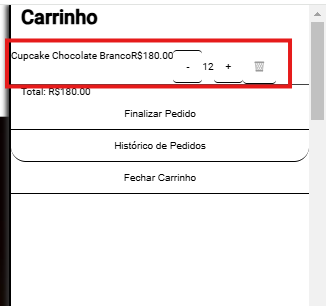 Carrinho
Cupcake Chocolate BrancoR$180.00 - 12 +
Total: R$180.00
Finalizar Pedido
Histórico de Pedidos
Fechar Carrinho